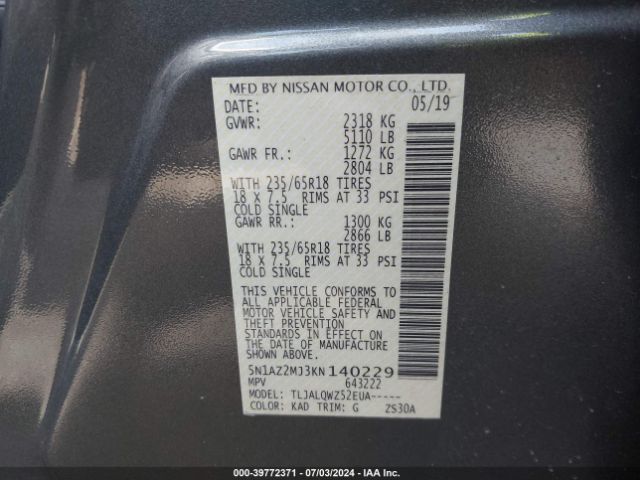 MFD BY NISSAN MOTOR CO., LTD.
DATE: 05/19
GVWR: 2318 KG
5110 LB
GAWR FR.: 1272 KG
2804 LB
WITH 235/65R18 TIRES
18 X 7.5 RIMS AT 33 PSI
COLD SINGLE
GAWR RR.: 1300 KG
2866 LB
WITH 235/65R18 TIRES
18 X 7.5 RIMS AT 33 PSI
COLD SINGLE
THIS VEHICLE CONFORMS TO
ALL APPLICABLE FEDERAL
MOTOR VEHICLE SAFETY AND
THEFT PREVENTION
STANDARDS IN EFFECT ON
THE DATE OF MANUFACTURE
SHOWN ABOVE.
5N1AZ2MJ3KN140229
MPV 643222
MODEL: TLJALQWZ52EUA-----
COLOR: KAD TRIM: G ZS30A
000-39772371 | 07/03/2024 | IAA Inc.